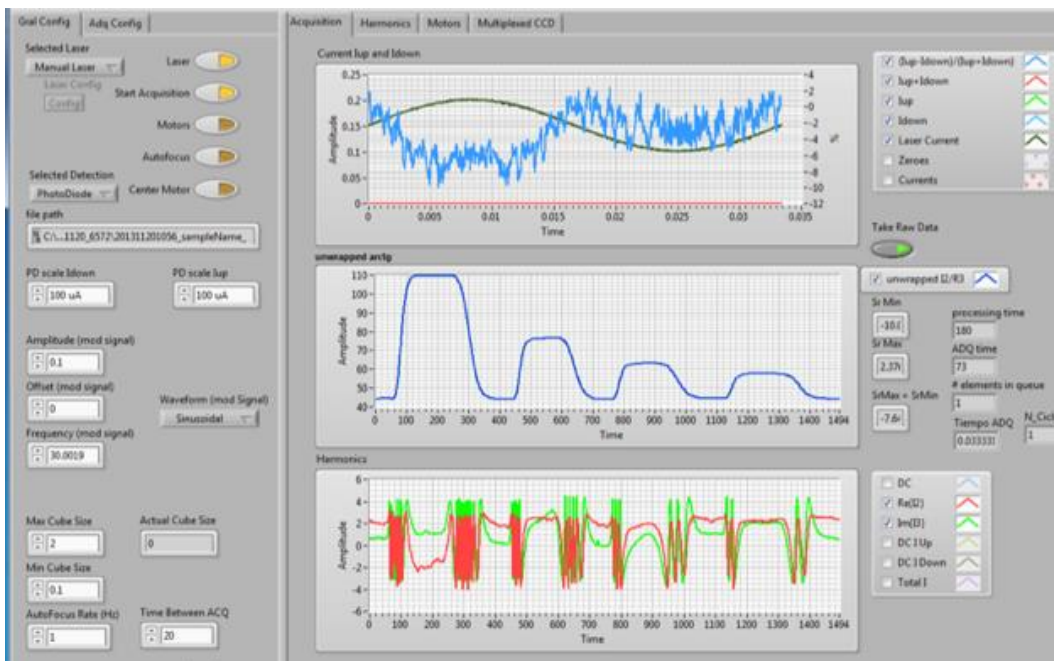 Gral Config
Adq Config
Selected Laser
Manual Laser
Laser
Laser Config
Config
Start Acquisition
Motors
Autofocus
Selected Detection
PhotoDiode
Center Motor
file path
C:\...1120_6572\201311201056_sampleName_
PD scale Idown
PD scale Iup
100 uA
100 uA
Amplitude (mod signal)
0.1
Offset (mod signal)
0
Waveform (mod Signal)
Sinusoidal
Frequency (mod signal)
30.0019
Max Cube Size
Actual Cube Size
2
0
Min Cube Size
0.1
AutoFocus Rate (Hz)
Time Between ACQ
1
20
Acquisition
Harmonics
Motors
Multiplexed CCD
Current Iup and Idown
0.25
0.2
0.15
0.1
0.05
0
Amplitude
4
2
0
-2
-4
-6
-8
-10
-12
%
0 0.005 0.01 0.015 0.02 0.025 0.03 0.035
Time
(Iup-Idown)/(Iup+Idown)
Iup+Idown
Iup
Idown
Laser Current
Zeroes
Currents
Take Raw Data
unwrapped arctg
110
100
90
80
70
60
50
40
Amplitude
0 100 200 300 400 500 600 700 800 900 1000 1100 1200 1300 1494
Time
unwrapped I2/R3
Sr Min
Sr Max
SrMax + SrMin
processing time
180
ADQ time
73
# elements in queue
1
Tiempo ADQ
0.03333
1
Harmonics
6
4
2
0
-2
-4
-6
Amplitude
0 100 200 300 400 500 600 700 800 900 1000 1100 1200 1300 1494
Time
DC
Re(I2)
Im(I3)
DC I Up
DC I Down
Total I